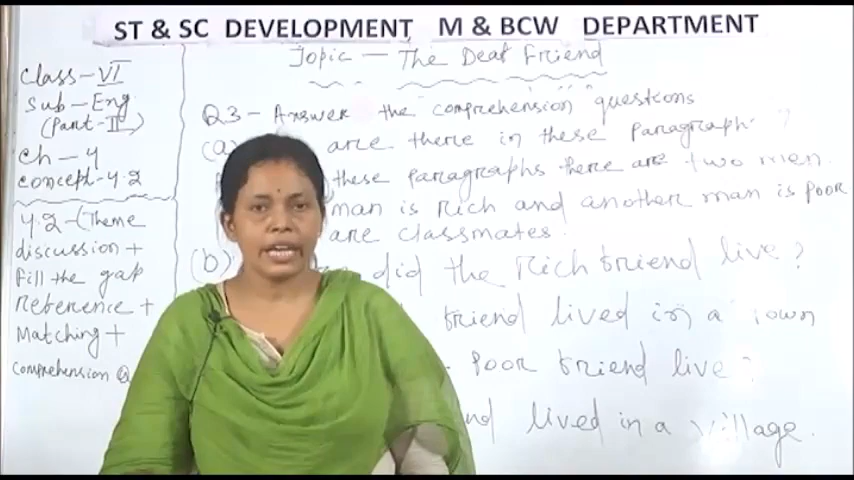 ST & SC DEVELOPMENT M & BCW DEPARTMENT
Topic — The Deaf Friend
Class - VI
Sub - Eng
(Part - II)
Ch - 4
Concept - 4.2
4.2 - (Theme
discussion +
fill the gap
Reference +
Matching +
Comprehension Q
Q3 - Answer the comprehension questions
(a) are there in these paragraph ?
these paragraphs there are two men.
man is Rich and another man is poor
are classmates.
(b) did the Rich friend live ?
friend lived in a Town
Poor friend live ?
lived in a village.